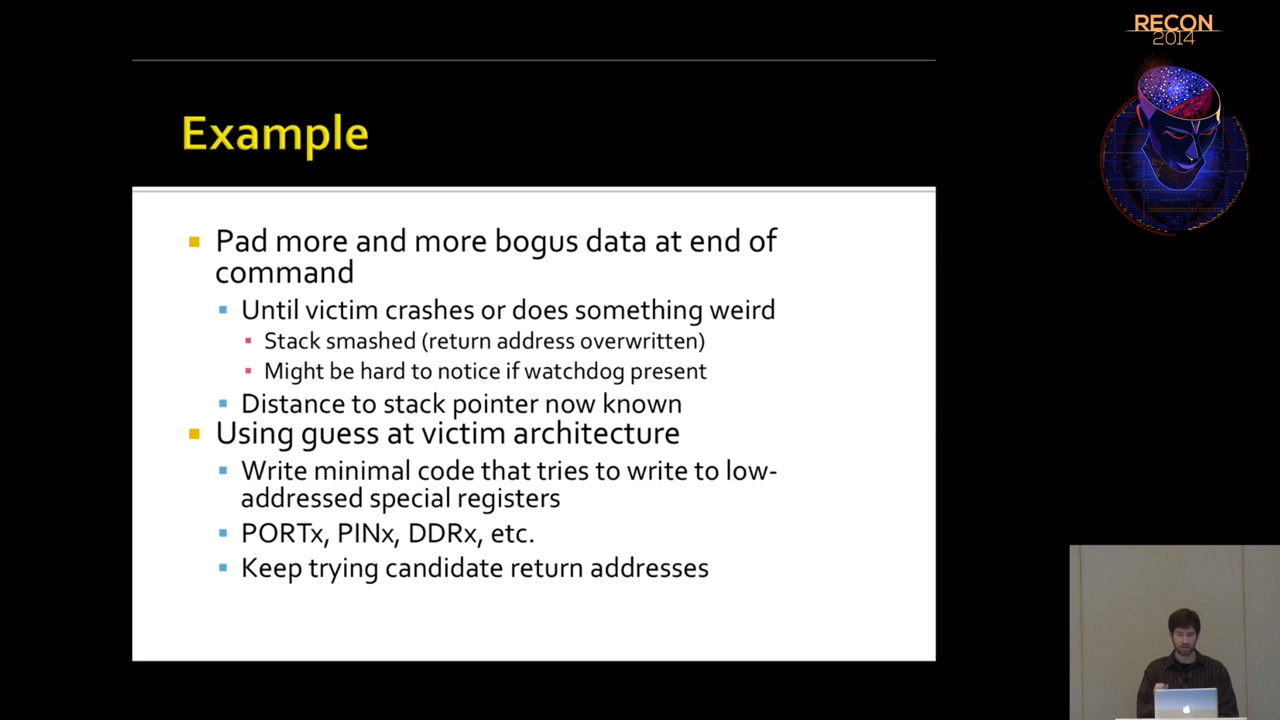 RECON
2014
Example
Pad more and more bogus data at end of
command
Until victim crashes or does something weird
Stack smashed (return address overwritten)
Might be hard to notice if watchdog present
Distance to stack pointer now known
Using guess at victim architecture
Write minimal code that tries to write to low-
addressed special registers
PORTx, PINx, DDRx, etc.
Keep trying candidate return addresses